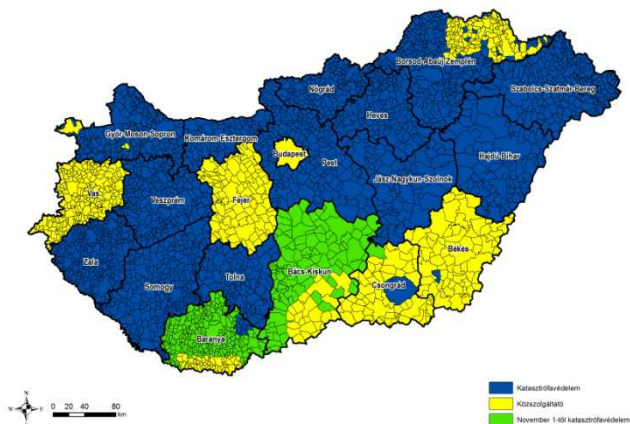 Borsod-Abaúj-Zemplén
Szabolcs-Szatmár-Bereg
Nógrád
Heves
Győr-Moson-Sopron
Komárom-Esztergom
Budapest
Pest
Hajdú-Bihar
Jász-Nagykun-Szolnok
Vas
Veszprém
Fejér
Békés
Zala
Tolna
Bács-Kiskun
Csongrád
Somogy
Baranya
N
W E
S
0 20 40 80
km
Katasztrófavédelem
Közszolgáltató
November 1-től katasztrófavédelem